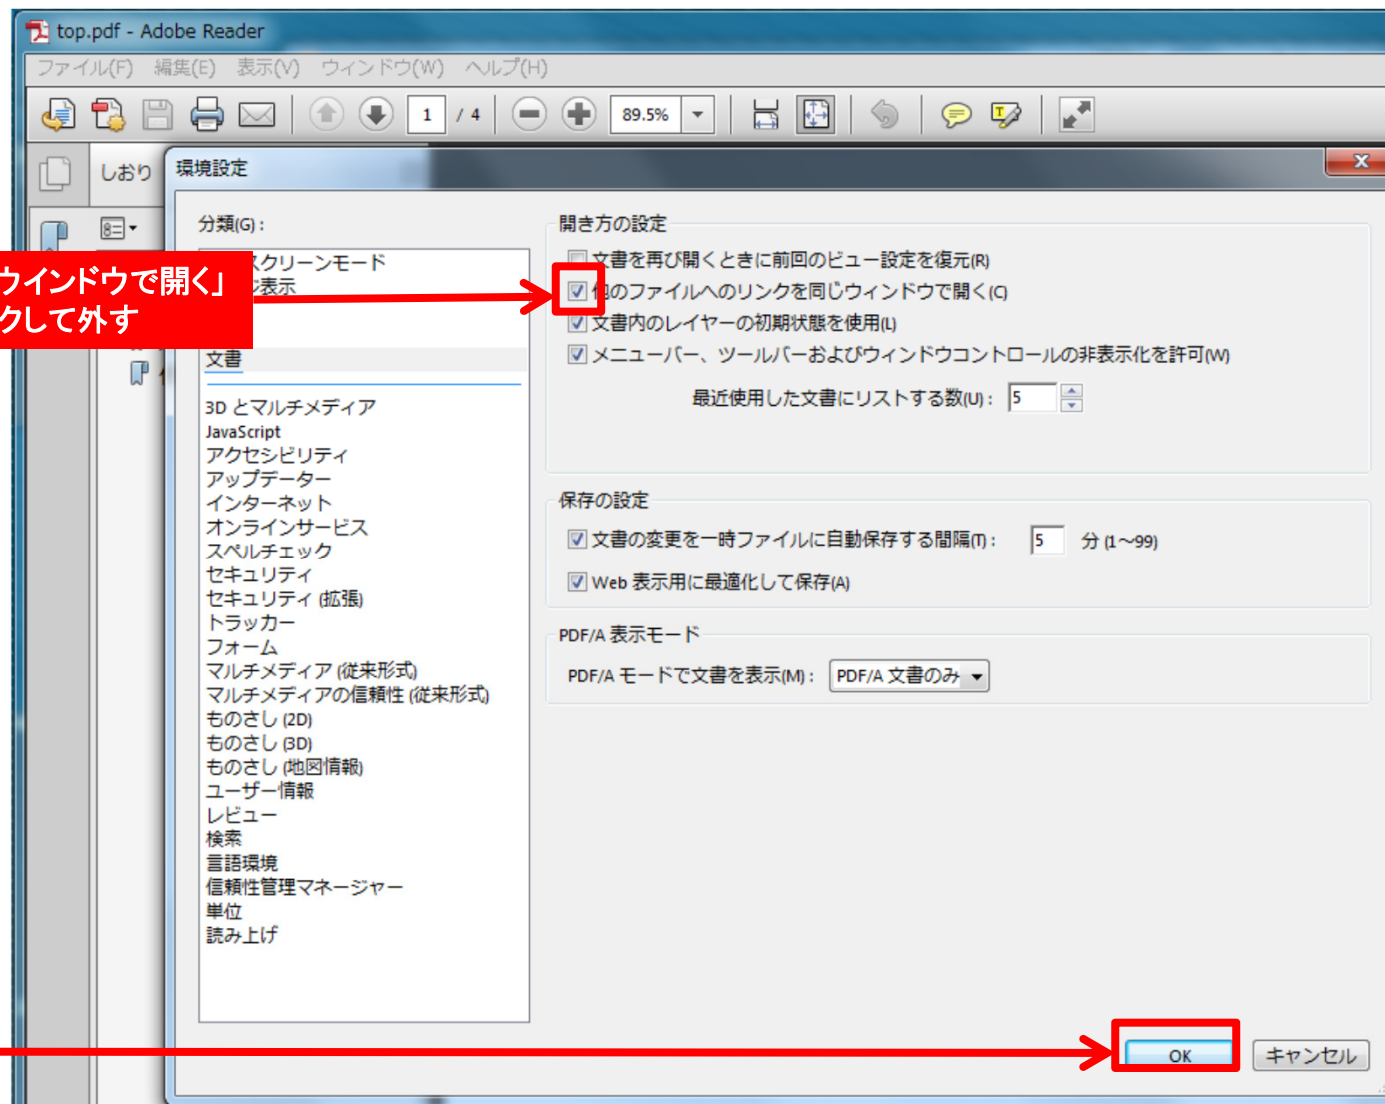 top.pdf - Adobe Reader
ファイル(F) 編集(E) 表示(V) ウィンドウ(W) ヘルプ(H)
1 / 4 89.5%
しおり
環境設定
分類(G):
スクリーンモード
表示
文書
3D とマルチメディア
JavaScript
アクセシビリティ
アップデーター
インターネット
オンラインサービス
スペルチェック
セキュリティ
セキュリティ (拡張)
トラッカー
フォーム
マルチメディア (従来形式)
マルチメディアの信頼性 (従来形式)
ものさし (2D)
ものさし (3D)
ものさし (地図情報)
ユーザー情報
レビュー
検索
言語環境
信頼性管理マネージャー
単位
読み上げ
ウインドウで開く」
クして外す
開き方の設定
文書を再び開くときに前回のビュー設定を復元(R)
他のファイルへのリンクを同じウィンドウで開く(C)
文書内のレイヤーの初期状態を使用(L)
メニューバー、ツールバーおよびウィンドウコントロールの非表示化を許可(W)
最近使用した文書にリストする数(U): 5
保存の設定
文書の変更を一時ファイルに自動保存する間隔(T): 5 分 (1～99)
Web 表示用に最適化して保存(A)
PDF/A 表示モード
PDF/A モードで文書を表示(M): PDF/A 文書のみ
OK キャンセル